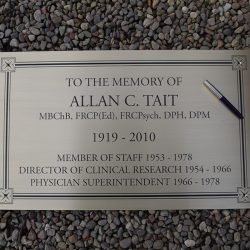 TO THE MEMORY OF
ALLAN C. TAIT
MBChB, FRCP(Ed), FRCPsych, DPH, DPM
1919 - 2010
MEMBER OF STAFF 1953 - 1978
DIRECTOR OF CLINICAL RESEARCH 1954 - 1966
PHYSICIAN SUPERINTENDENT 1966 - 1978